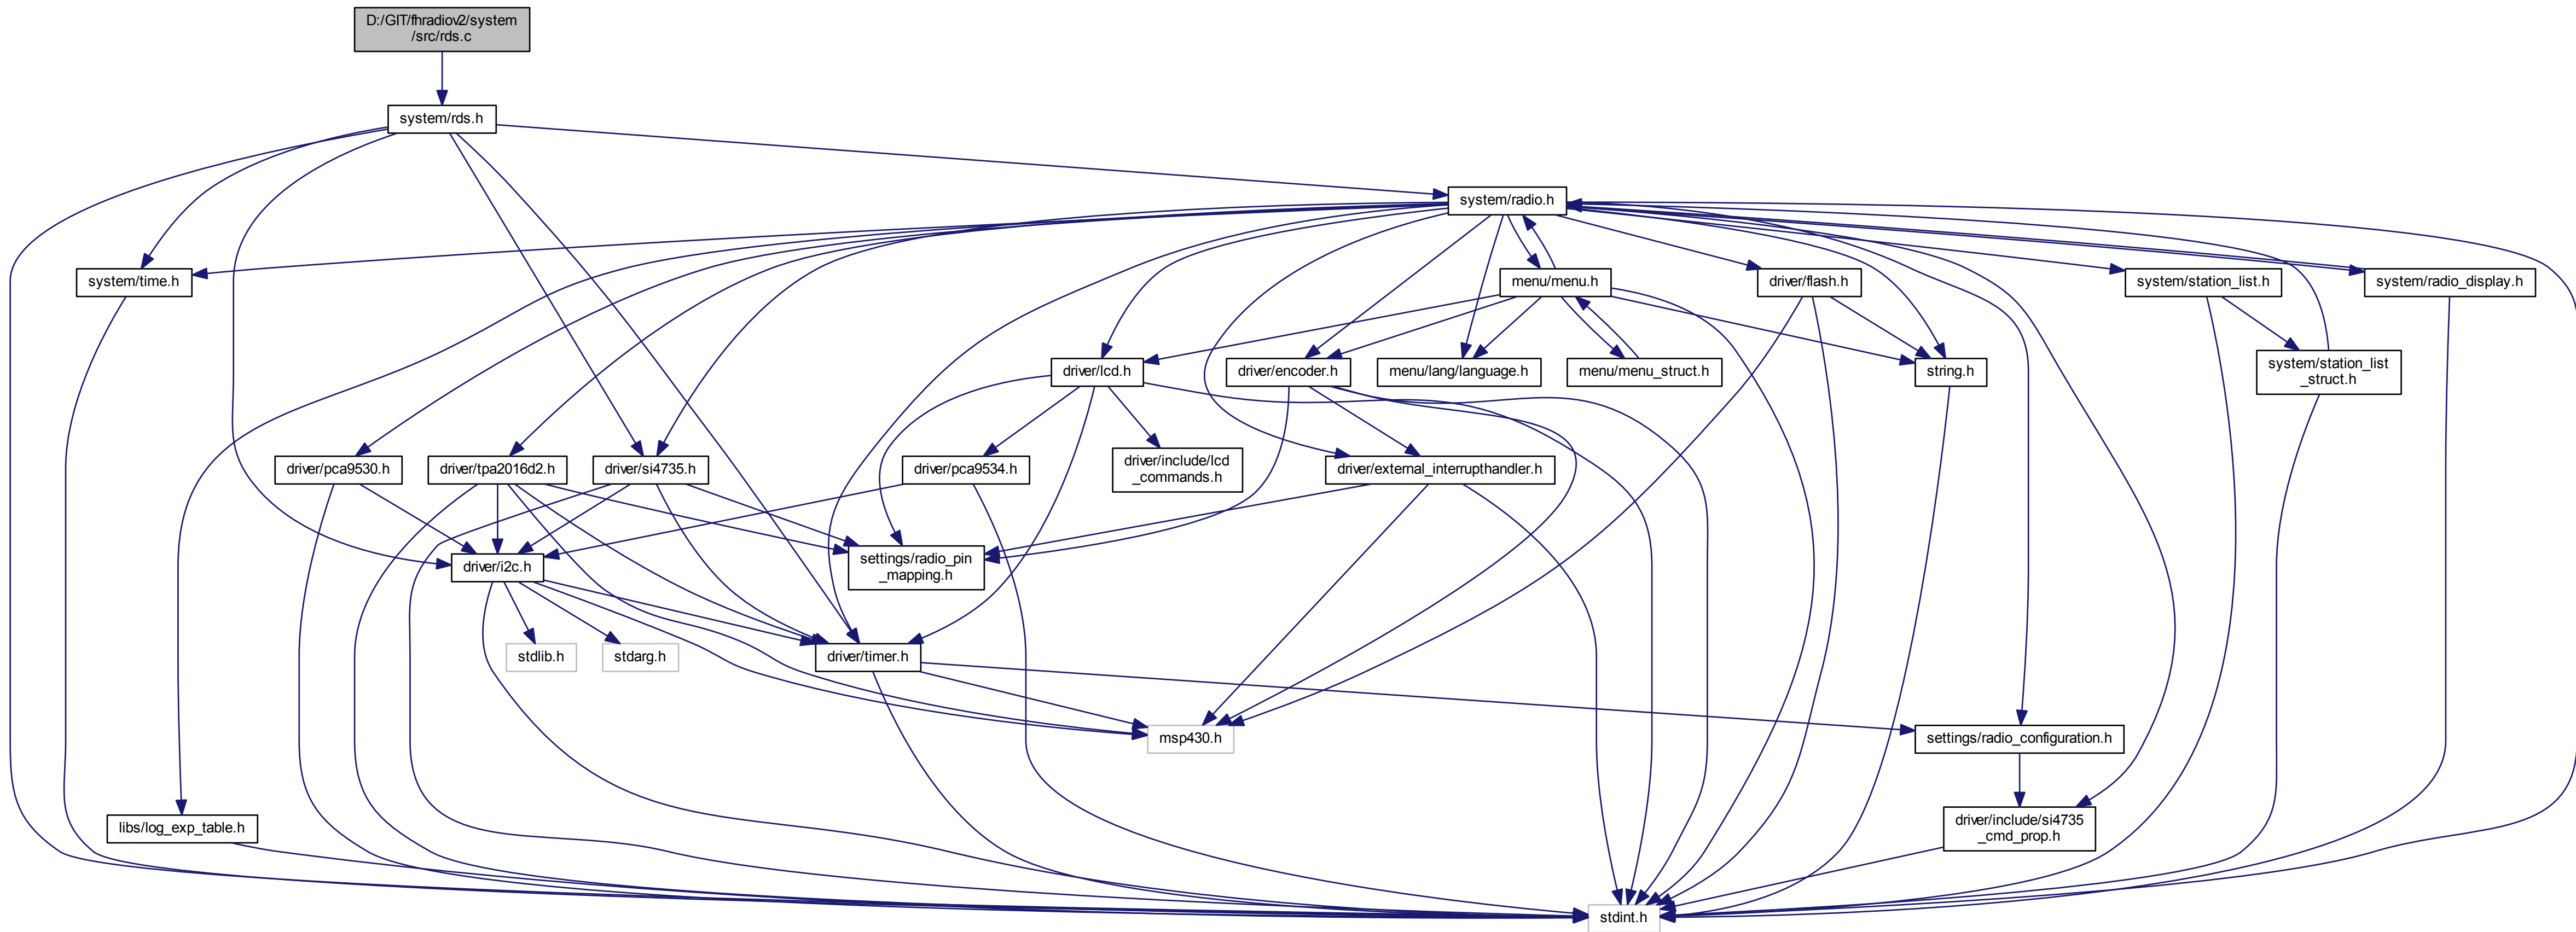 D:/GIT/fhradiov2/system
/src/rds.c
system/rds.h
system/radio.h
system/time.h
menu/menu.h
driver/flash.h
system/station_list.h
system/radio_display.h
driver/lcd.h
driver/encoder.h
menu/lang/language.h
menu/menu_struct.h
string.h
system/station_list
_struct.h
driver/pca9530.h
driver/tpa2016d2.h
driver/si4735.h
driver/pca9534.h
driver/include/lcd
_commands.h
driver/external_interrupthandler.h
driver/i2c.h
settings/radio_pin
_mapping.h
stdlib.h
stdarg.h
driver/timer.h
msp430.h
settings/radio_configuration.h
libs/log_exp_table.h
driver/include/si4735
_cmd_prop.h
stdint.h